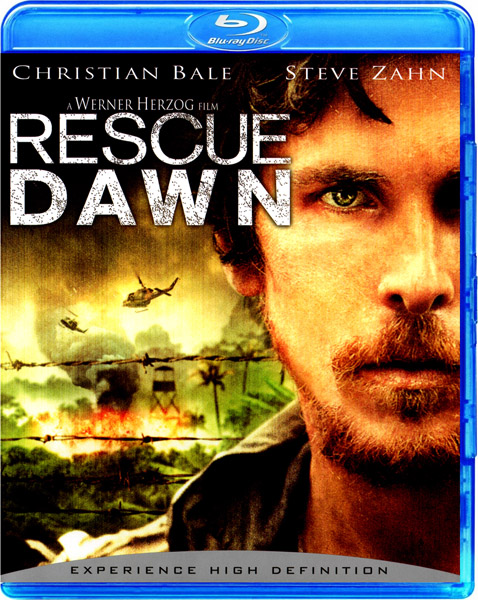 Blu-ray Disc
CHRISTIAN BALE STEVE ZAHN
A WERNER HERZOG FILM
RESCUE
DAWN
EXPERIENCE HIGH DEFINITION